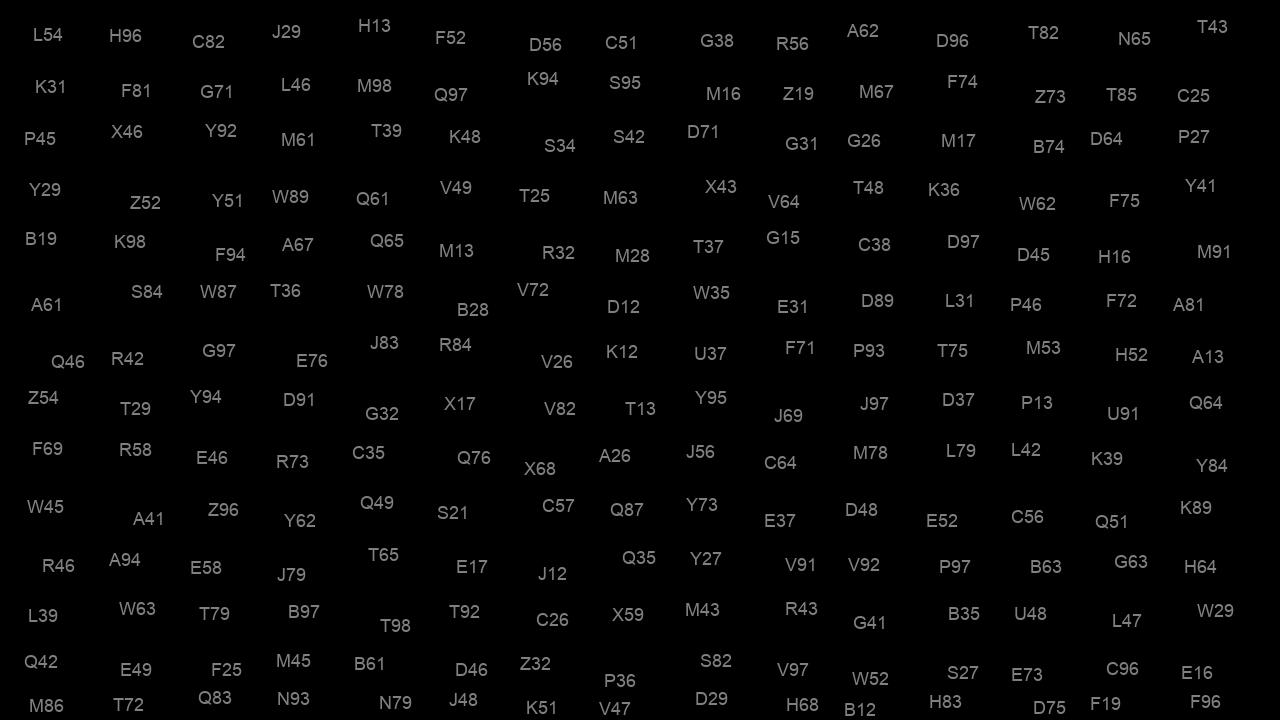 L54 H96 C82 J29 H13 F52 D56 C51 G38 R56 A62 D96 T82 N65 T43
K31 F81 G71 L46 M98 Q97 K94 S95 M16 Z19 M67 F74 Z73 T85 C25
P45 X46 Y92 M61 T39 K48 S34 S42 D71 G31 G26 M17 B74 D64 P27
Y29 Z52 Y51 W89 Q61 V49 T25 M63 X43 V64 T48 K36 W62 F75 Y41
B19 K98 F94 A67 Q65 M13 R32 M28 T37 G15 C38 D97 D45 H16 M91
A61 S84 W87 T36 W78 B28 V72 D12 W35 E31 D89 L31 P46 F72 A81
Q46 R42 G97 E76 J83 R84 V26 K12 U37 F71 P93 T75 M53 H52 A13
Z54 T29 Y94 D91 G32 X17 V82 T13 Y95 J69 J97 D37 P13 U91 Q64
F69 R58 E46 R73 C35 Q76 X68 A26 J56 C64 M78 L79 L42 K39 Y84
W45 A41 Z96 Y62 Q49 S21 C57 Q87 Y73 E37 D48 E52 C56 Q51 K89
R46 A94 E58 J79 T65 E17 J12 Q35 Y27 V91 V92 P97 B63 G63 H64
L39 W63 T79 B97 T98 T92 C26 X59 M43 R43 G41 B35 U48 L47 W29
Q42 E49 F25 M45 B61 D46 Z32 P36 S82 V97 W52 S27 E73 C96 E16
M86 T72 Q83 N93 N79 J48 K51 V47 D29 H68 B12 H83 D75 F19 F96